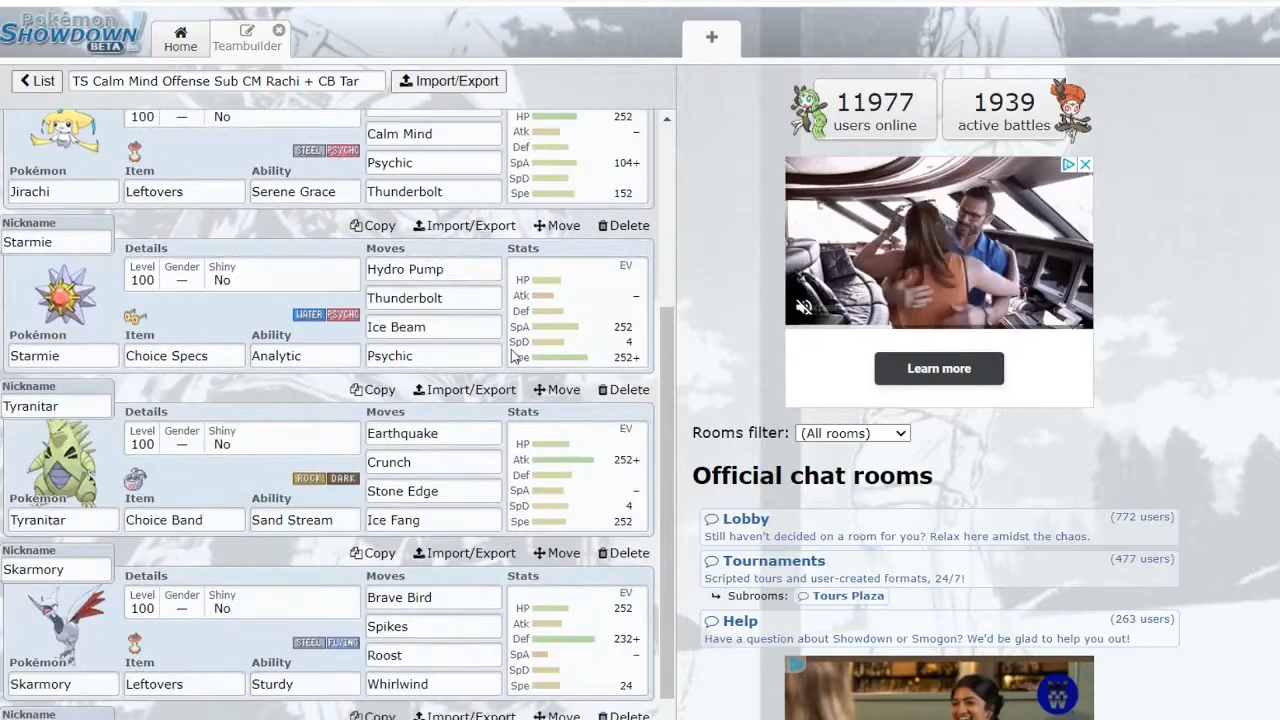 Pokémon
SHOWDOWN!
BETA
Home
Teambuilder
+
List
TS Calm Mind Offense Sub CM Rachi + CB Tar
Import/Export
11977
users online
1939
active battles
100 — No
Calm Mind
Psychic
Thunderbolt
HP 252
Atk –
Def
SpA 104+
SpD
Spe 152
STEEL PSYCHC
Pokémon Item Ability
Jirachi Leftovers Serene Grace
Nickname
Starmie
Copy Import/Export Move Delete
Details Moves Stats
Level Gender Shiny
100 — No
Hydro Pump
Thunderbolt
Ice Beam
Psychic
EV
HP
Atk –
Def
SpA 252
SpD 4
Spe 252+
WATER PSYCHC
Pokémon Item Ability
Starmie Choice Specs Analytic
Nickname
Tyranitar
Copy Import/Export Move Delete
Details Moves Stats
Level Gender Shiny
100 — No
Earthquake
Crunch
Stone Edge
Ice Fang
EV
HP
Atk 252+
Def
SpA –
SpD 4
Spe 252
ROCK DARK
Pokémon Item Ability
Tyranitar Choice Band Sand Stream
Nickname
Skarmory
Copy Import/Export Move Delete
Details Moves Stats
Level Gender Shiny
100 — No
Brave Bird
Spikes
Roost
Whirlwind
EV
HP 252
Atk
Def 232+
SpA –
SpD
Spe 24
STEEL FLYING
Pokémon Item Ability
Skarmory Leftovers Sturdy
Nickname
Copy Import/Export Move Delete
Learn more
Rooms filter: (All rooms)
Official chat rooms
Lobby (772 users)
Still haven't decided on a room for you? Relax here amidst the chaos.
Tournaments (477 users)
Scripted tours and user-created formats, 24/7!
↳ Subrooms: Tours Plaza
Help (263 users)
Have a question about Showdown or Smogon? We'd be glad to help you out!